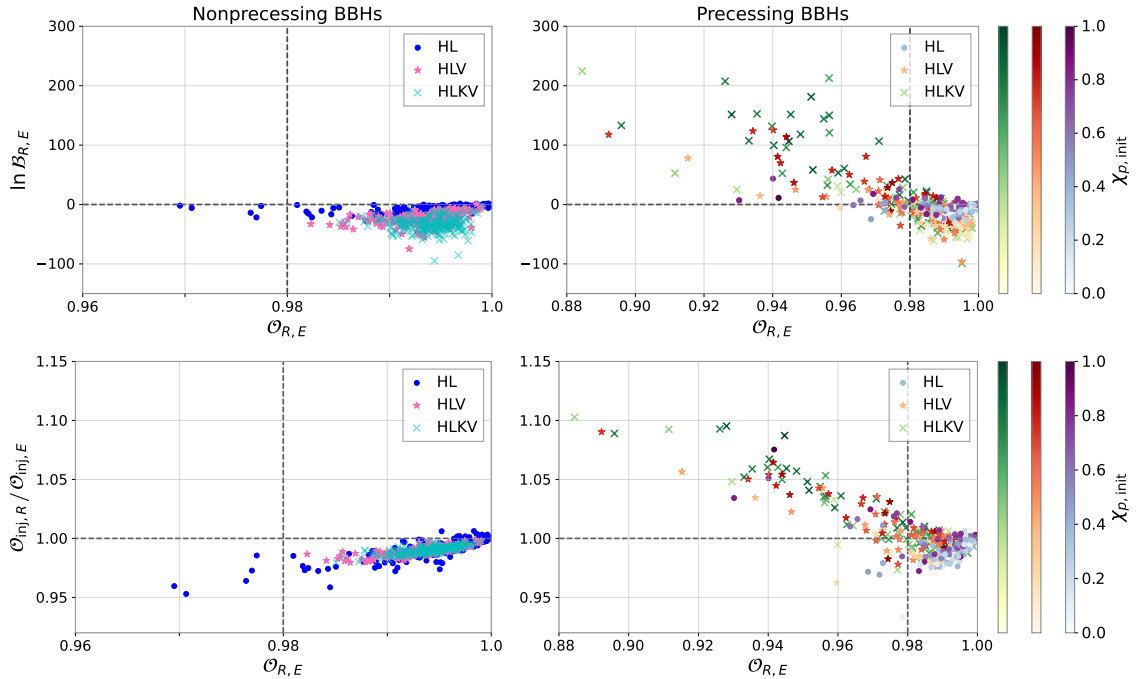 Nonprecessing BBHs
Precessing BBHs
300
200
100
0
−100
ln 𝓑_{R, E}
HL
HLV
HLKV
0.96
0.98
1.0
𝒪_{R, E}
300
200
100
0
−100
HL
HLV
HLKV
0.88
0.90
0.92
0.94
0.96
0.98
1.00
𝒪_{R, E}
1.0
0.8
0.6
0.4
0.2
0.0
χ_{p, init}
1.15
1.10
1.05
1.00
0.95
𝒪_{inj, R} / 𝒪_{inj, E}
HL
HLV
HLKV
0.96
0.98
1.0
𝒪_{R, E}
1.15
1.10
1.05
1.00
0.95
HL
HLV
HLKV
0.88
0.90
0.92
0.94
0.96
0.98
1.00
𝒪_{R, E}
1.0
0.8
0.6
0.4
0.2
0.0
χ_{p, init}